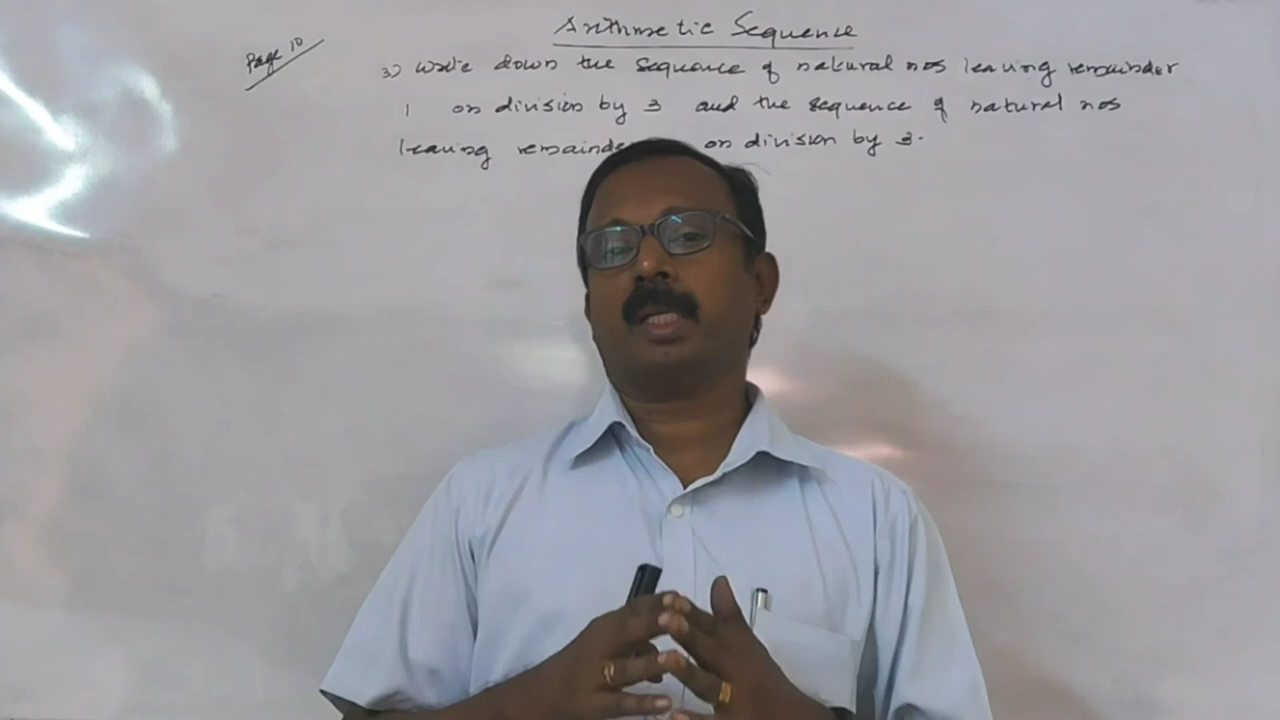 Arithmetic Sequence
Page 10
3) Write down the sequence of natural nos leaving remainder
1 on division by 3 and the sequence of natural nos
leaving remainder on division by 3.